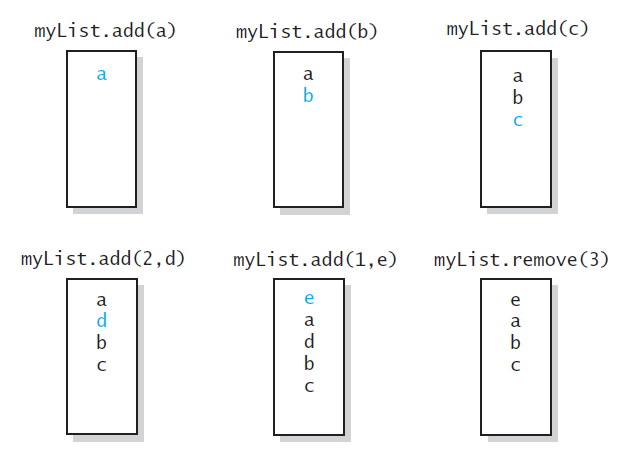 myList.add(a)
a
myList.add(b)
a
b
myList.add(c)
a
b
c
myList.add(2,d)
a
d
b
c
myList.add(1,e)
e
a
d
b
c
myList.remove(3)
e
a
b
c